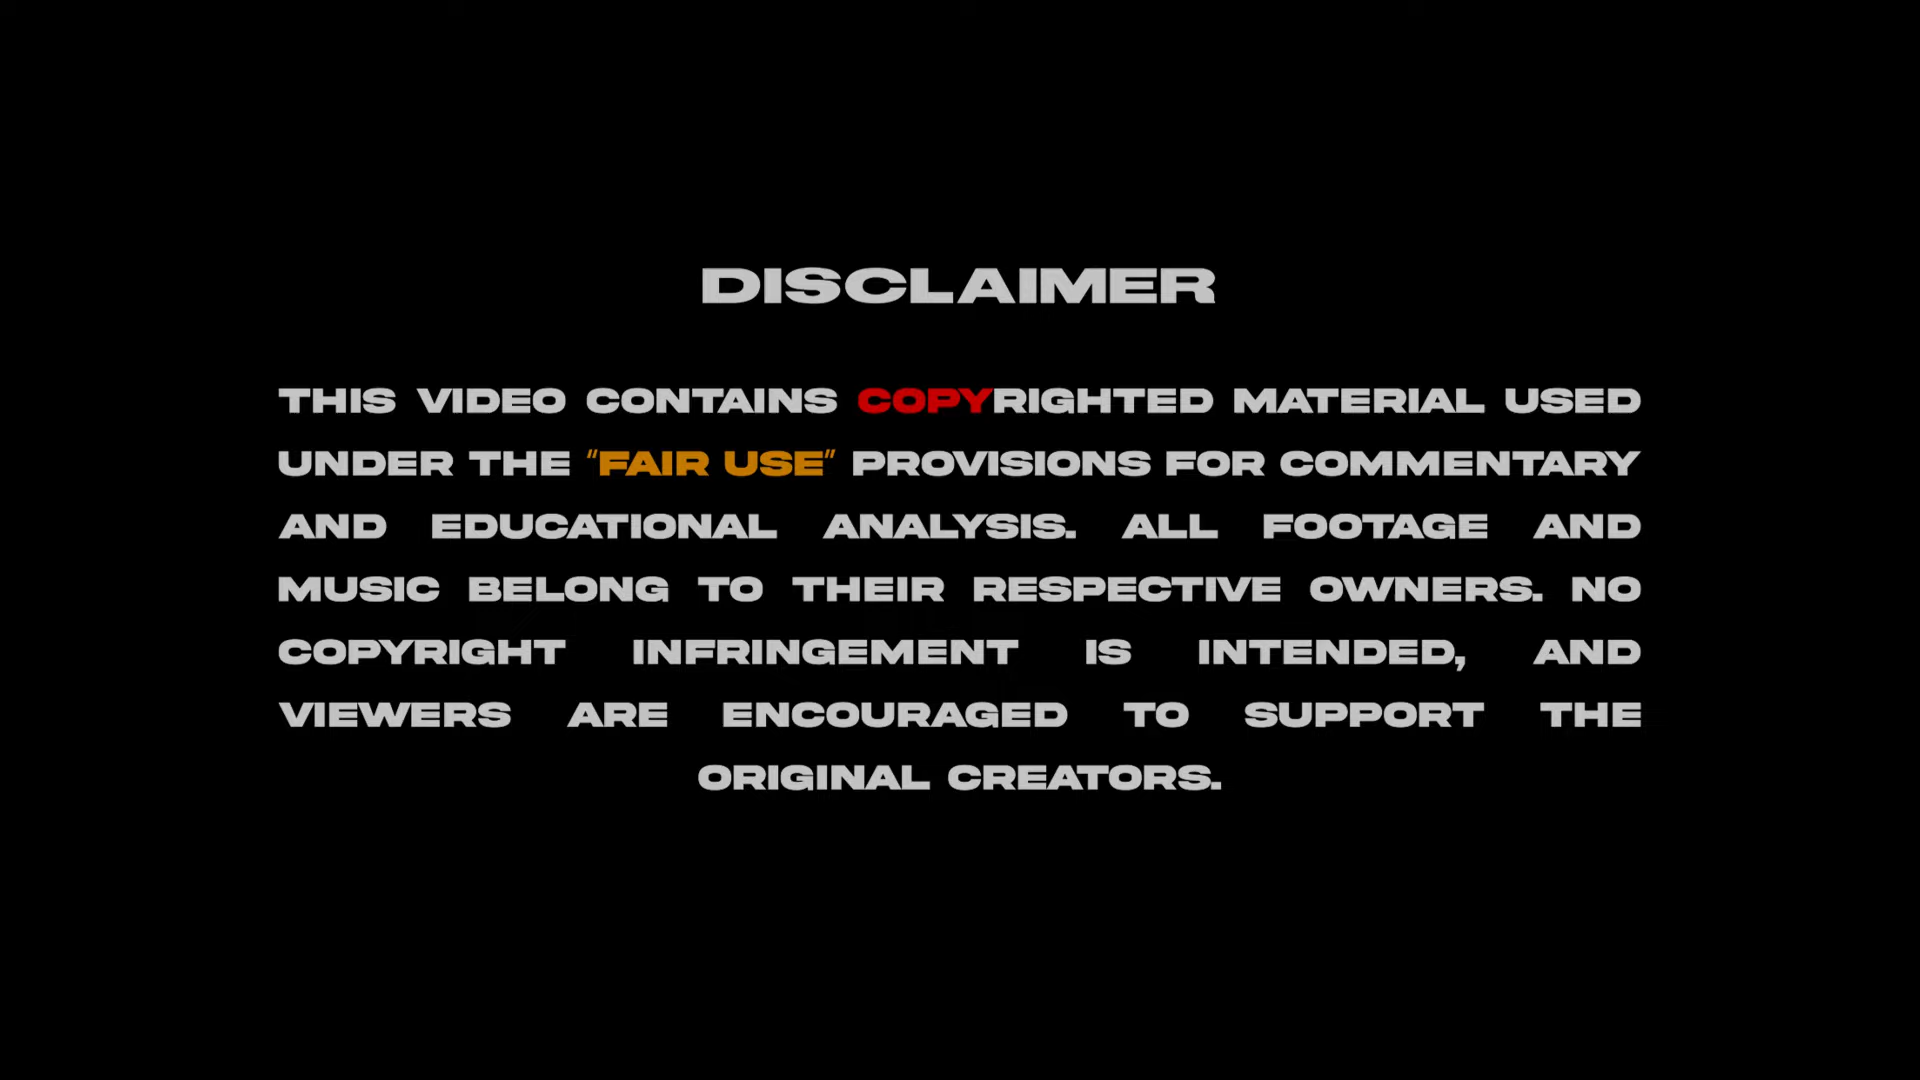 DISCLAIMER
THIS VIDEO CONTAINS COPYRIGHTED MATERIAL USED
UNDER THE "FAIR USE" PROVISIONS FOR COMMENTARY
AND EDUCATIONAL ANALYSIS. ALL FOOTAGE AND
MUSIC BELONG TO THEIR RESPECTIVE OWNERS. NO
COPYRIGHT INFRINGEMENT IS INTENDED, AND
VIEWERS ARE ENCOURAGED TO SUPPORT THE
ORIGINAL CREATORS.